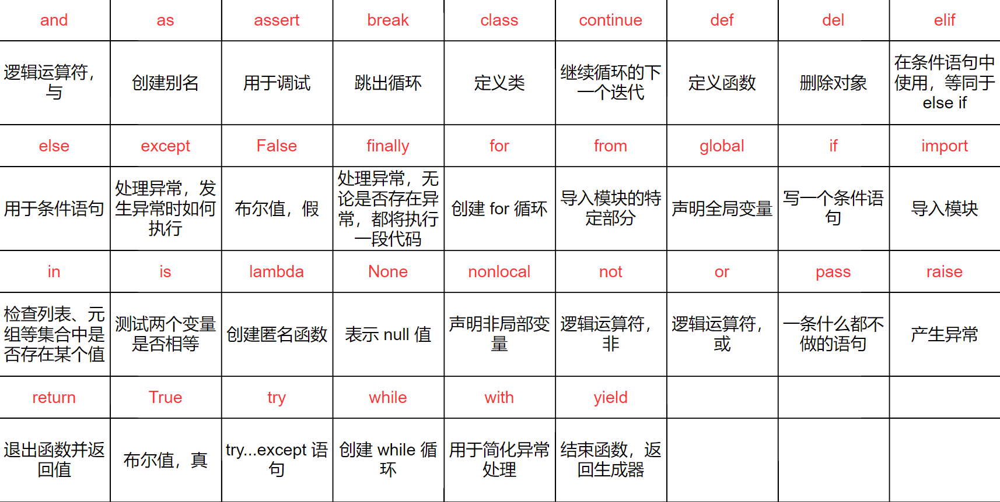 and as assert break class continue def del elif
逻辑运算符，
与
创建别名
用于调试
跳出循环
定义类
继续循环的下
一个迭代
定义函数
删除对象
在条件语句中
使用，等同于
else if
else except False finally for from global if import
用于条件语句
处理异常，发
生异常时如何
执行
布尔值，假
处理异常，无
论是否存在异
常，都将执行
一段代码
创建 for 循环
导入模块的特
定部分
声明全局变量
写一个条件语
句
导入模块
in is lambda None nonlocal not or pass raise
检查列表、元
组等集合中是
否存在某个值
测试两个变量
是否相等
创建匿名函数
表示 null 值
声明非局部变
量
逻辑运算符，
非
逻辑运算符，
或
一条什么都不
做的语句
产生异常
return True try while with yield
退出函数并返
回值
布尔值，真
try...except 语
句
创建 while 循
环
用于简化异常
处理
结束函数，返
回生成器